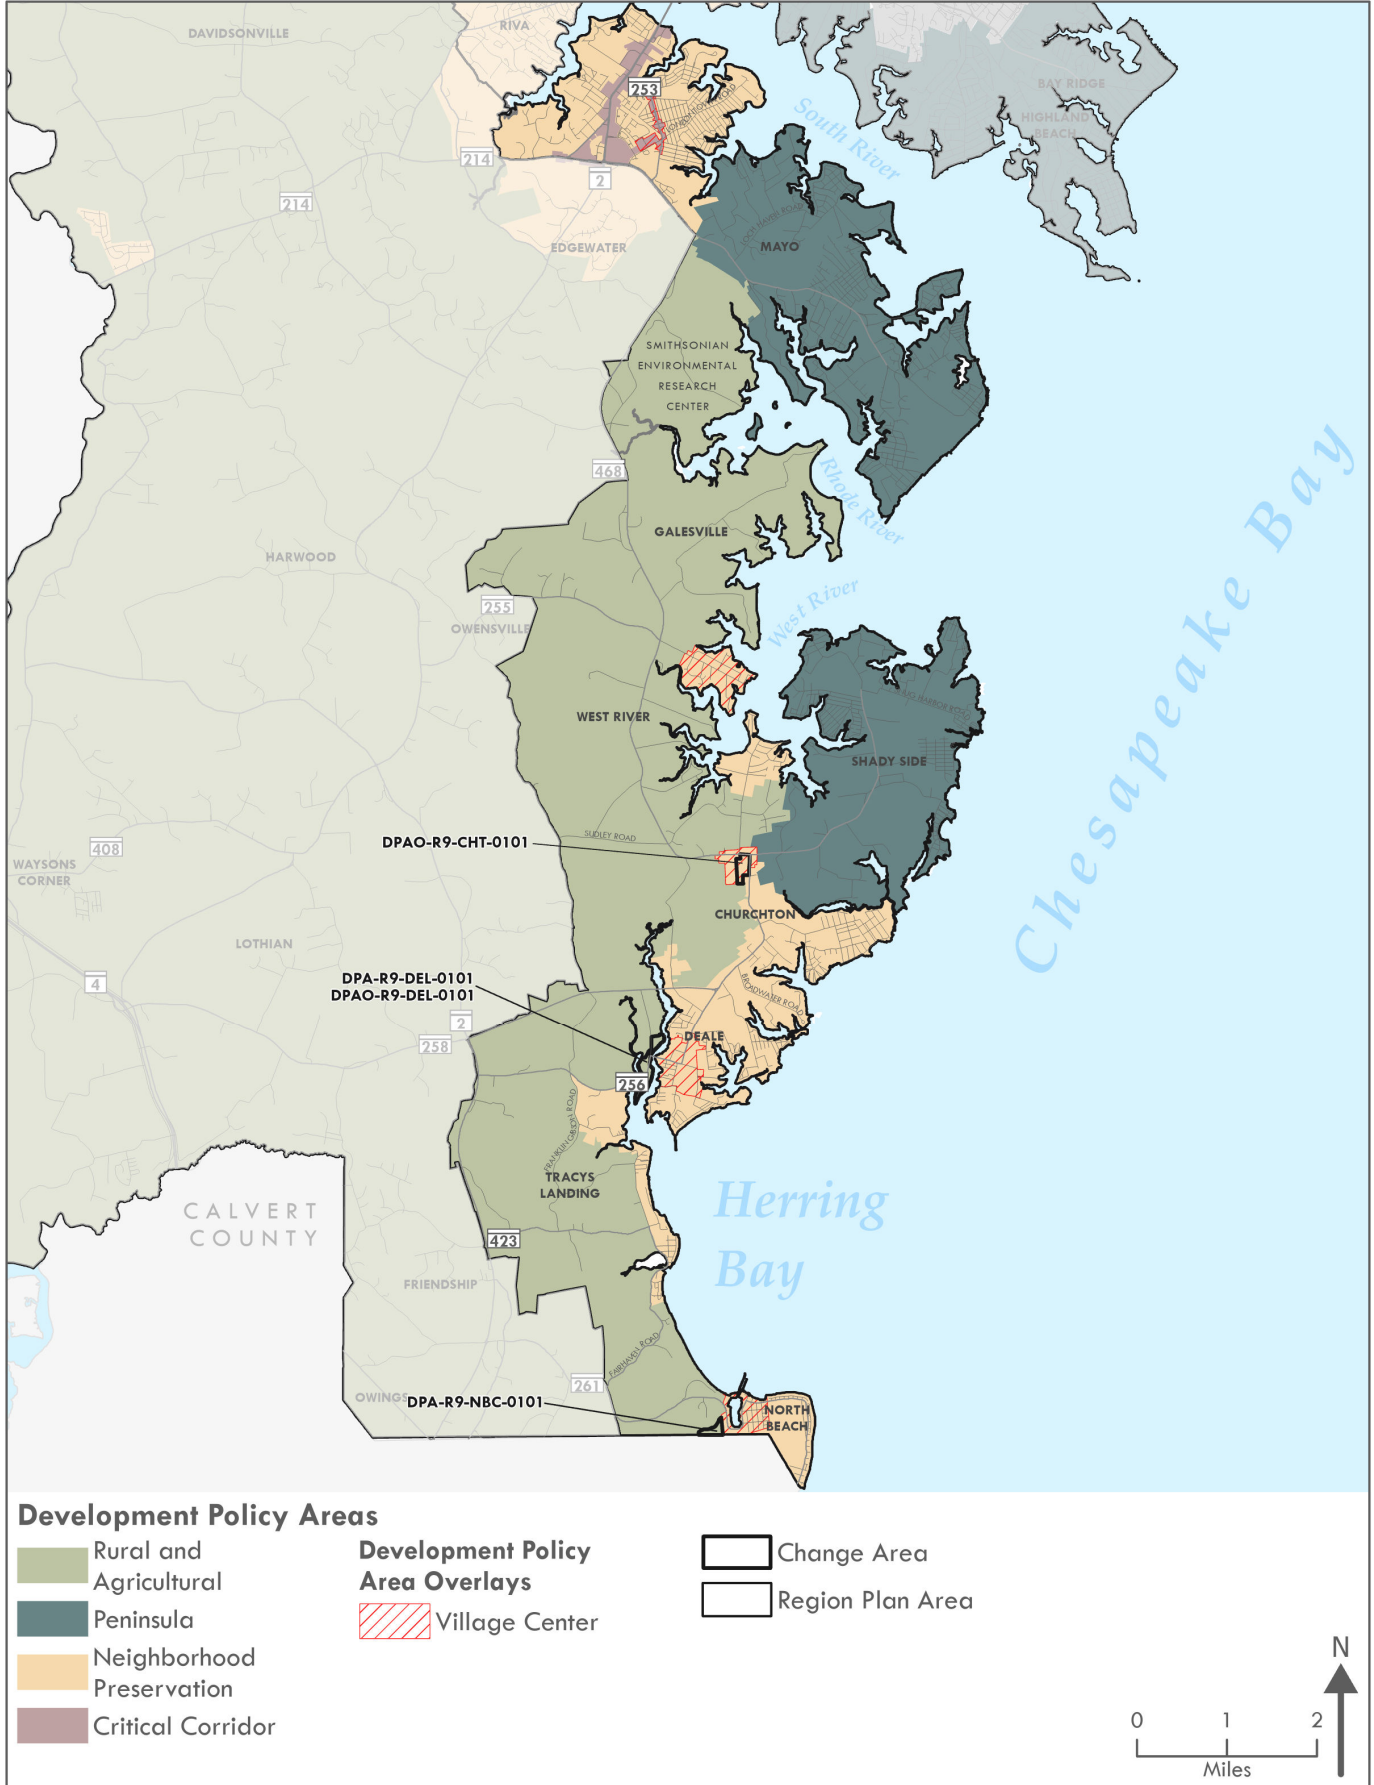 DAVIDSONVILLE
RIVA
253
BAY RIDGE
HIGHLAND
BEACH
South River
214
2
214
EDGEWATER
MAYO
SMITHSONIAN
ENVIRONMENTAL
RESEARCH
CENTER
468
Rhode River
GALESVILLE
HARWOOD
255
OWENSVILLE
West River
WEST RIVER
SHADY SIDE
Chesapeake Bay
SUDLEY ROAD
DPAO-R9-CHT-0101
408
WAYSONS
CORNER
CHURCHTON
LOTHIAN
DPA-R9-DEL-0101
DPAO-R9-DEL-0101
4
BROADWATER ROAD
2
258
DEALE
256
TRACYS
LANDING
Herring
Bay
CALVERT
COUNTY
423
FRIENDSHIP
FAIRHAVEN ROAD
261
OWINGS
DPA-R9-NBC-0101
NORTH
BEACH
Development Policy Areas
Rural and
Agricultural
Peninsula
Neighborhood
Preservation
Critical Corridor
Development Policy
Area Overlays
Village Center
Change Area
Region Plan Area
N
0 1 2
Miles